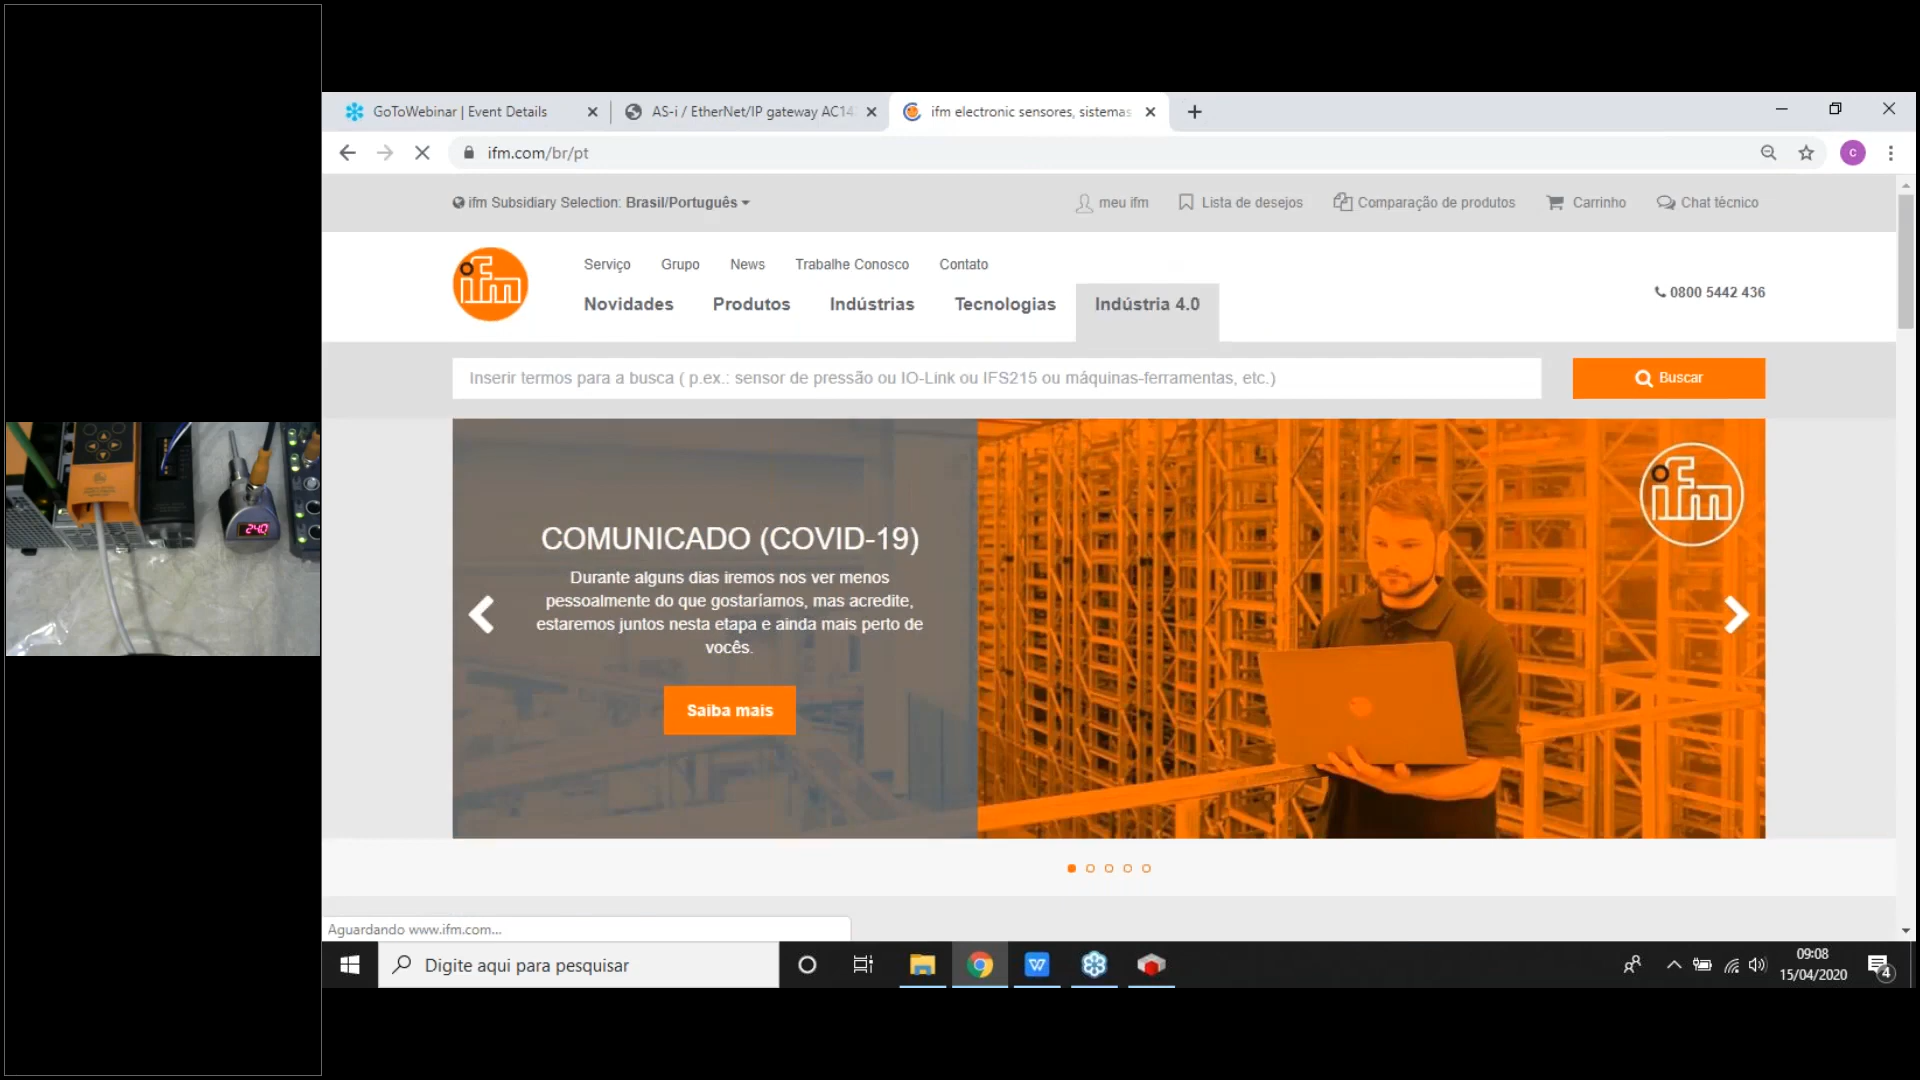 GoToWebinar | Event Details
AS-i / EtherNet/IP gateway AC14
ifm electronic sensores, sistemas
ifm.com/br/pt
c
ifm Subsidiary Selection: Brasil/Português
meu ifm
Lista de desejos
Comparação de produtos
Carrinho
Chat técnico
ifm
Serviço
Grupo
News
Trabalhe Conosco
Contato
Novidades
Produtos
Indústrias
Tecnologias
Indústria 4.0
0800 5442 436
Inserir termos para a busca ( p.ex.: sensor de pressão ou IO-Link ou IFS215 ou máquinas-ferramentas, etc.)
Buscar
ifm
COMUNICADO (COVID-19)
Durante alguns dias iremos nos ver menos
pessoalmente do que gostaríamos, mas acredite,
estaremos juntos nesta etapa e ainda mais perto de
vocês.
Saiba mais
240
Aguardando www.ifm.com...
Digite aqui para pesquisar
W
09:08
15/04/2020
4